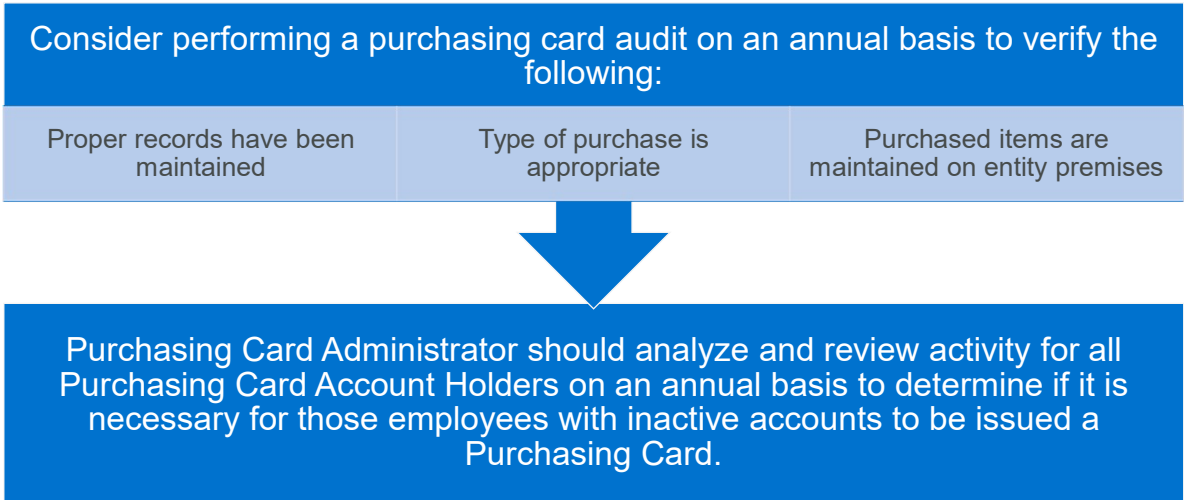 Consider performing a purchasing card audit on an annual basis to verify the
following:
Proper records have been
maintained
Type of purchase is
appropriate
Purchased items are
maintained on entity premises
Purchasing Card Administrator should analyze and review activity for all
Purchasing Card Account Holders on an annual basis to determine if it is
necessary for those employees with inactive accounts to be issued a
Purchasing Card.